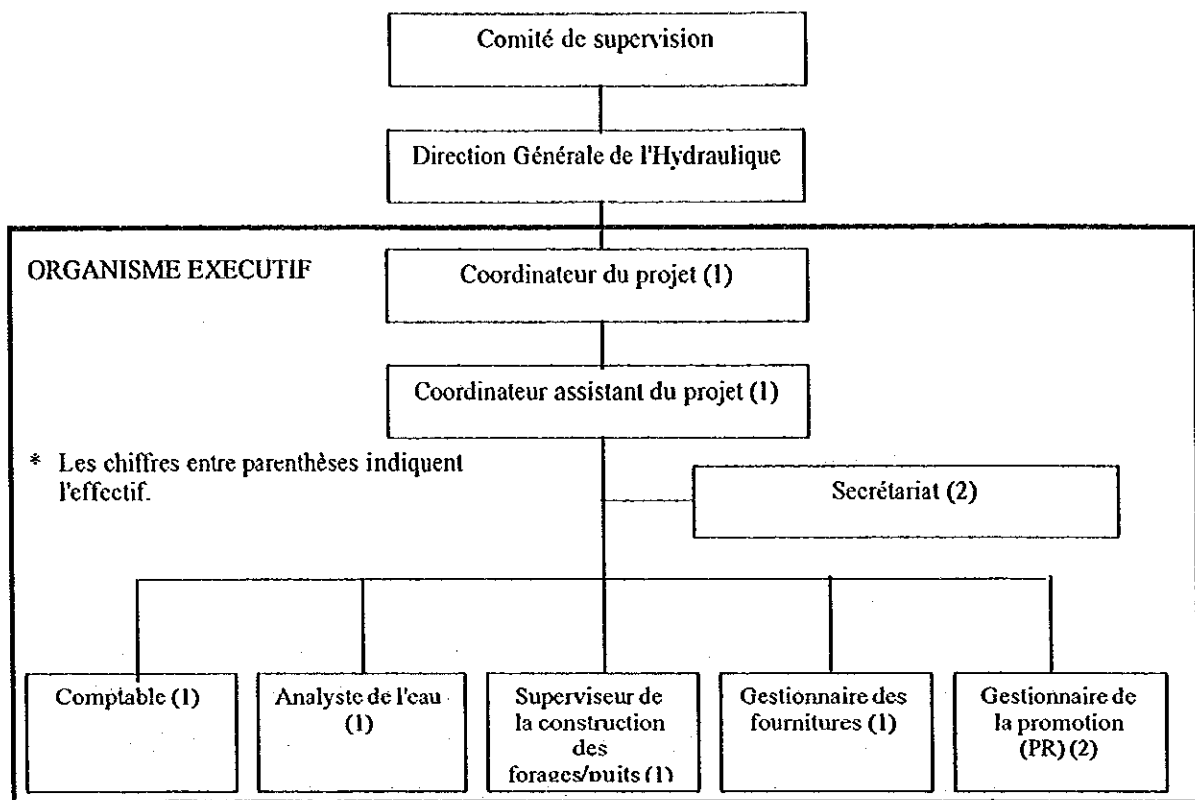 Comité de supervision
Direction Générale de l'Hydraulique
ORGANISME EXECUTIF
Coordinateur du projet (1)
Coordinateur assistant du projet (1)
* Les chiffres entre parenthèses indiquent
l'effectif.
Secrétariat (2)
Comptable (1)
Analyste de l'eau
(1)
Superviseur de
la construction
des
forages/puits (1)
Gestionnaire des
fournitures (1)
Gestionnaire de
la promotion
(PR) (2)